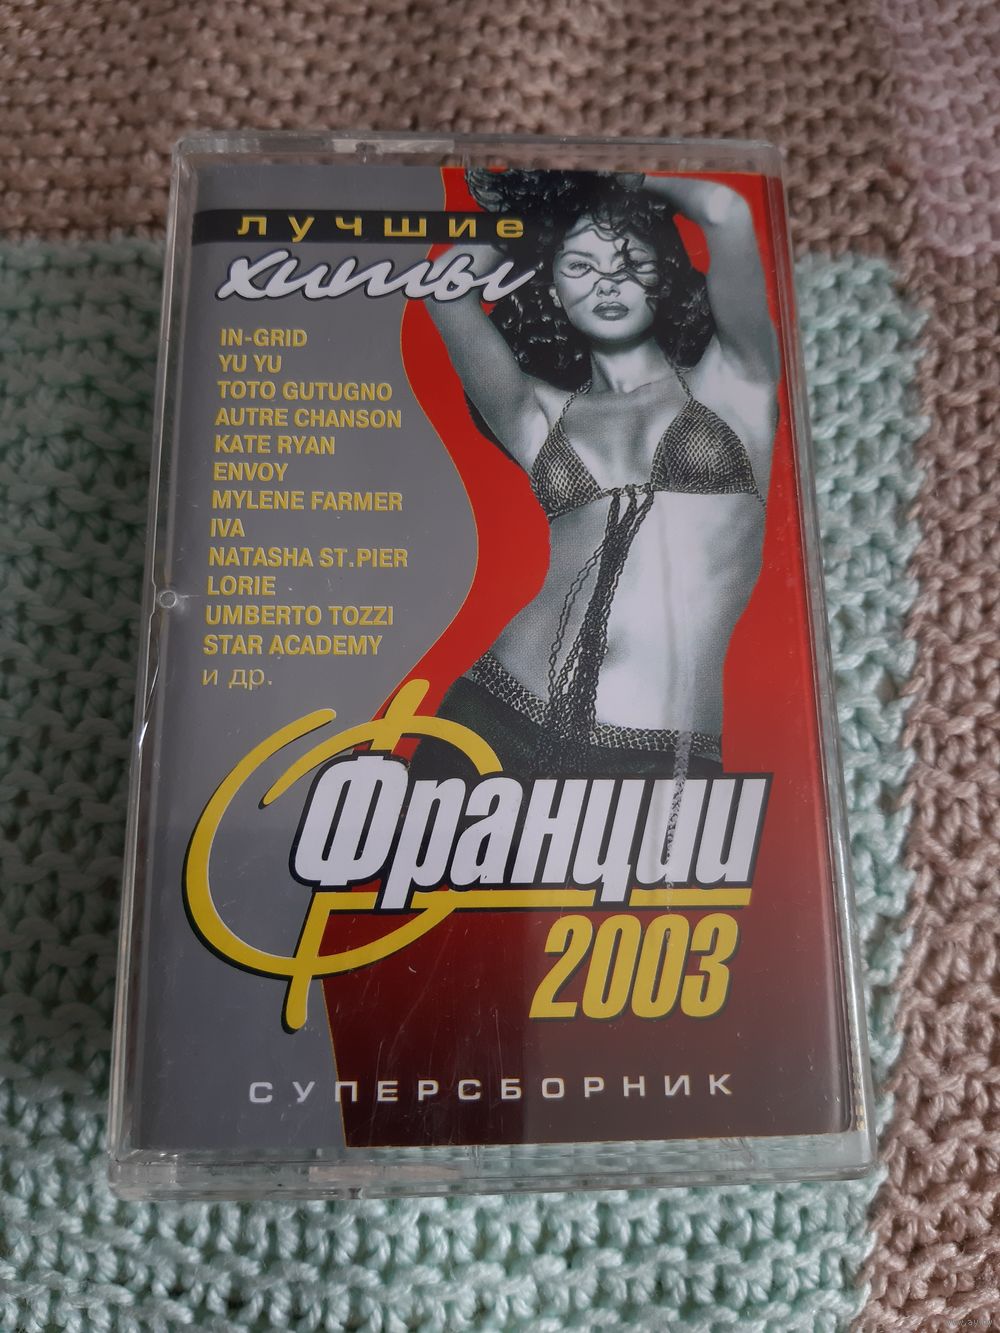 лучшие
хиты
IN-GRID
YU YU
TOTO GUTUGNO
AUTRE CHANSON
KATE RYAN
ENVOY
MYLENE FARMER
IVA
NATASHA ST.PIER
LORIE
UMBERTO TOZZI
STAR ACADEMY
и др.
Франции
2003
СУПЕРСБОРНИК